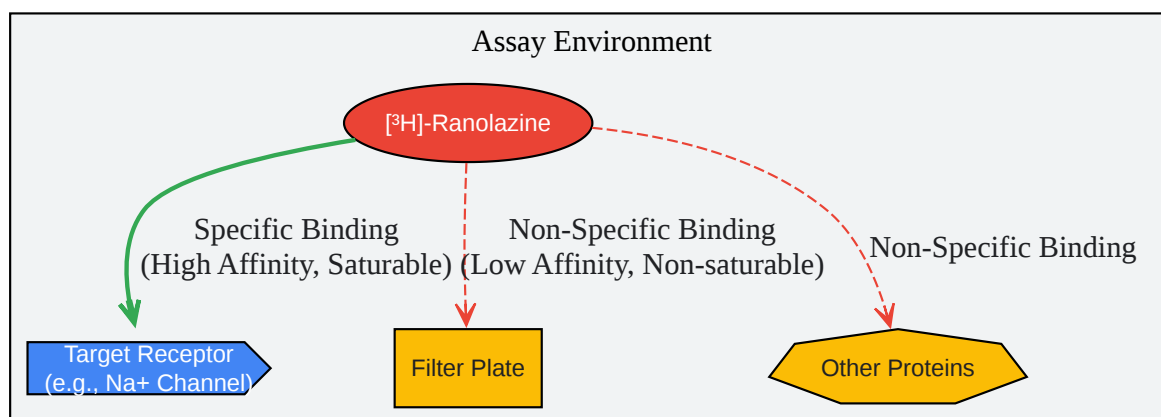 Assay Environment
[³H]-Ranolazine
Specific Binding
(High Affinity, Saturable)
Non-Specific Binding
(Low Affinity, Non-saturable)
Non-Specific Binding
Target Receptor
(e.g., Na+ Channel)
Filter Plate
Other Proteins